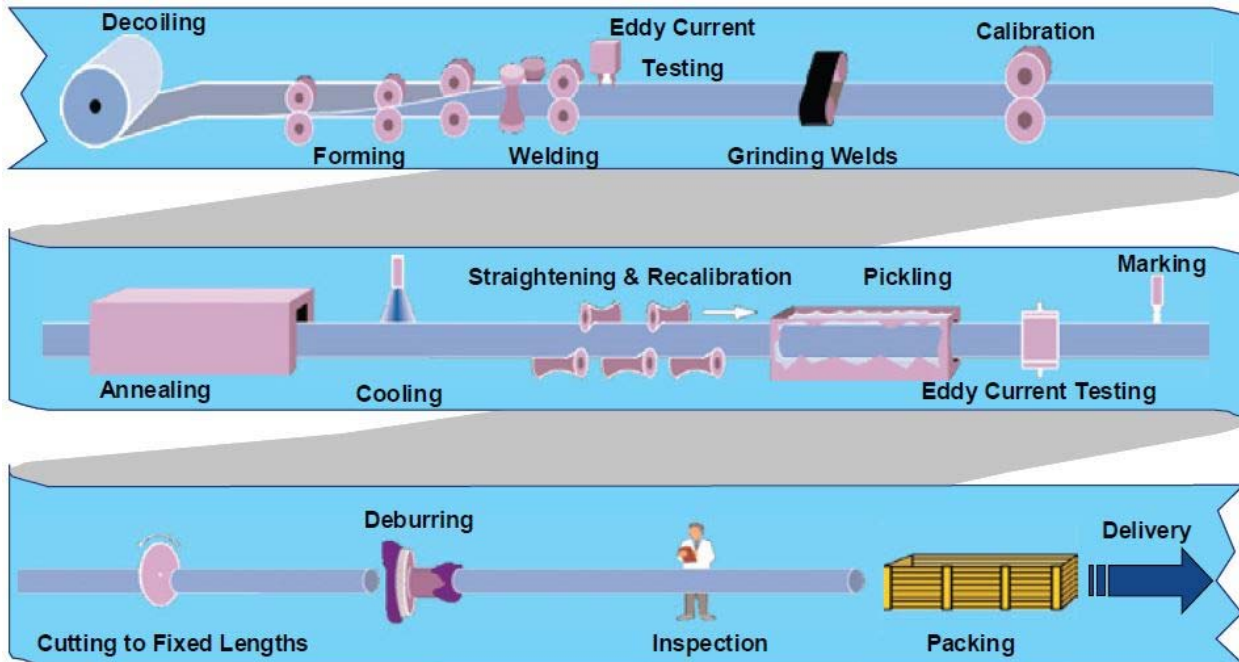 Decoiling
Forming
Welding
Eddy Current
Testing
Grinding Welds
Calibration
Annealing
Cooling
Straightening & Recalibration
Pickling
Eddy Current Testing
Marking
Cutting to Fixed Lengths
Deburring
Inspection
Packing
Delivery